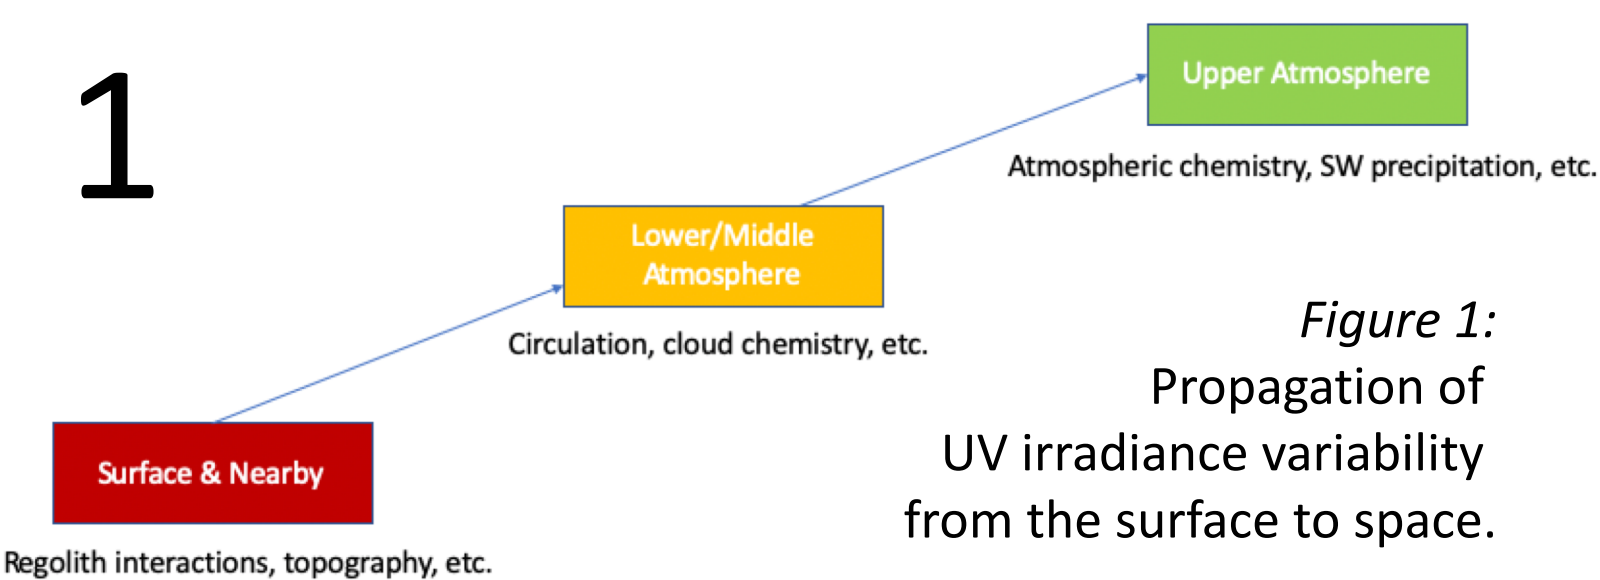 1
Upper Atmosphere
Atmospheric chemistry, SW precipitation, etc.
Lower/Middle
Atmosphere
Circulation, cloud chemistry, etc.
Surface & Nearby
Regolith interactions, topography, etc.
Figure 1:
Propagation of
UV irradiance variability
from the surface to space.